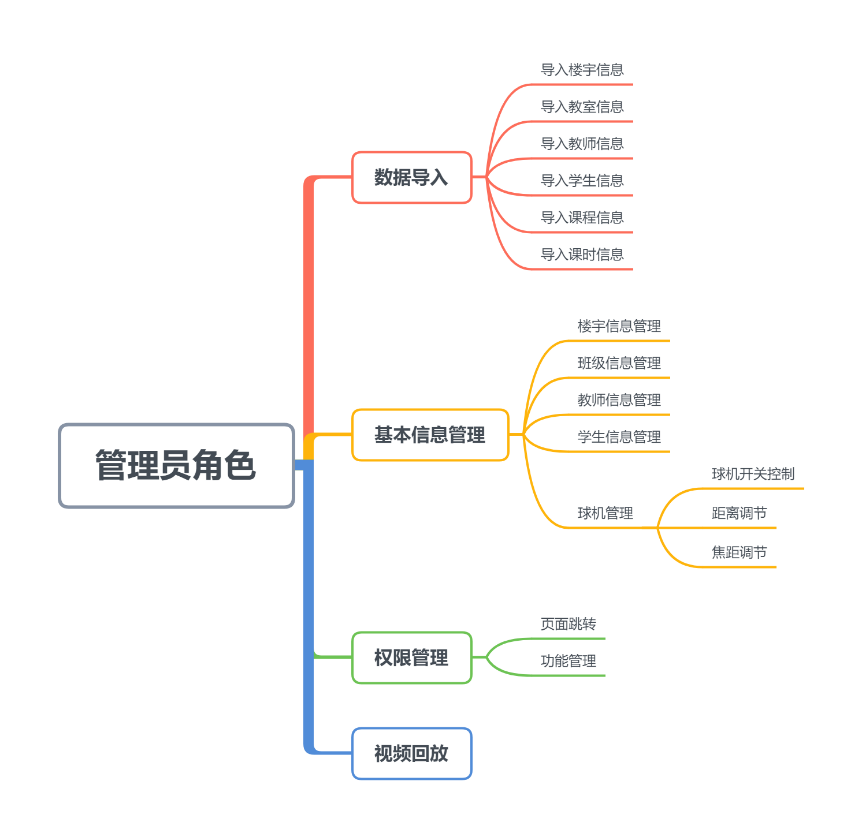 管理员角色
数据导入
导入楼宇信息
导入教室信息
导入教师信息
导入学生信息
导入课程信息
导入课时信息
基本信息管理
楼宇信息管理
班级信息管理
教师信息管理
学生信息管理
球机管理
球机开关控制
距离调节
焦距调节
权限管理
页面跳转
功能管理
视频回放